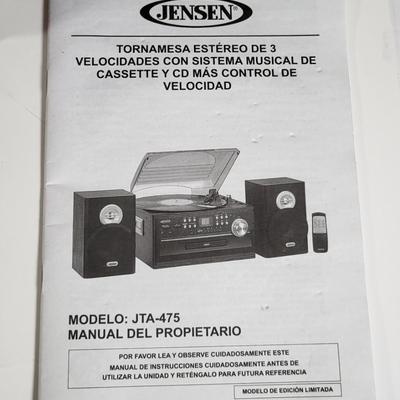 JENSEN
TORNAMESA ESTÉREO DE 3
VELOCIDADES CON SISTEMA MUSICAL DE
CASSETTE Y CD MÁS CONTROL DE
VELOCIDAD
MODELO: JTA-475
MANUAL DEL PROPIETARIO
POR FAVOR LEA Y OBSERVE CUIDADOSAMENTE ESTE
MANUAL DE INSTRUCCIONES CUIDADOSAMENTE ANTES DE
UTILIZAR LA UNIDAD Y RETÉNGALO PARA FUTURA REFERENCIA
MODELO DE EDICIÓN LIMITADA